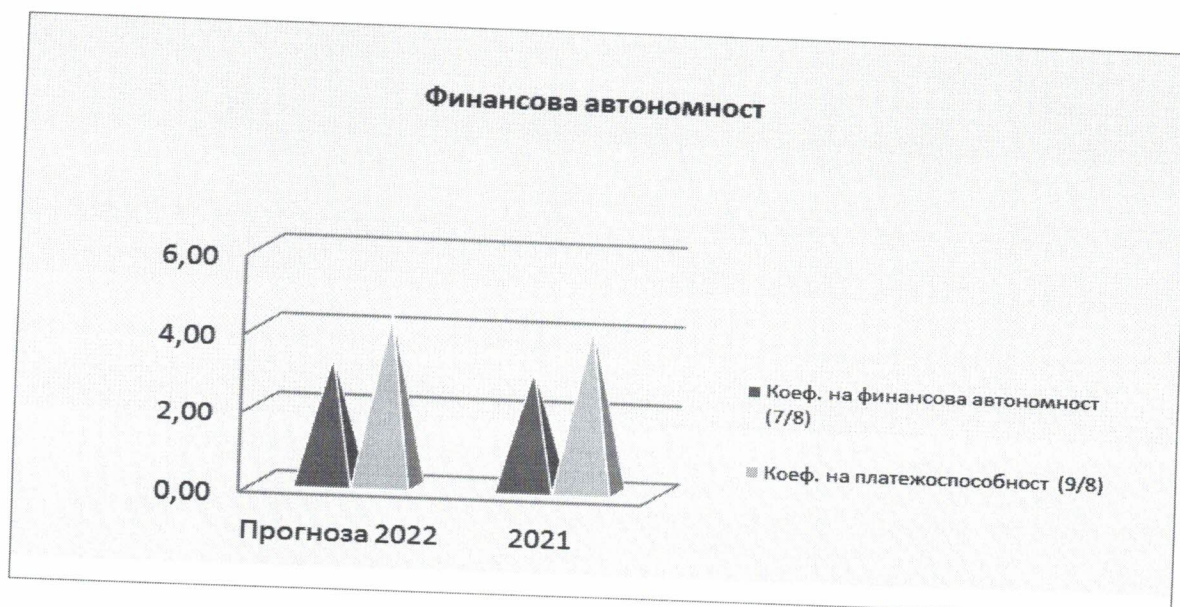 Финансова автономност
6,00
4,00
2,00
0,00
Прогноза 2022
2021
Коеф. на финансова автономност
(7/8)
Коеф. на платежоспособност (9/8)